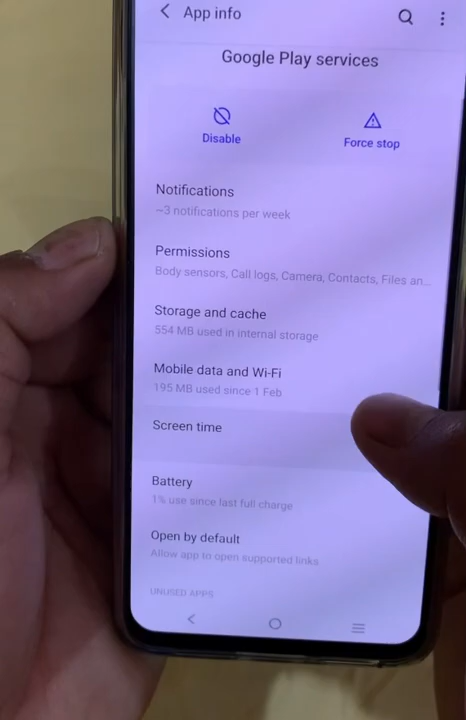 App info
Google Play services
Disable
Force stop
Notifications
~3 notifications per week
Permissions
Body sensors, Call logs, Camera, Contacts, Files an...
Storage and cache
554 MB used in internal storage
Mobile data and Wi-Fi
195 MB used since 1 Feb
Screen time
Battery
1% use since last full charge
Open by default
Allow app to open supported links
UNUSED APPS